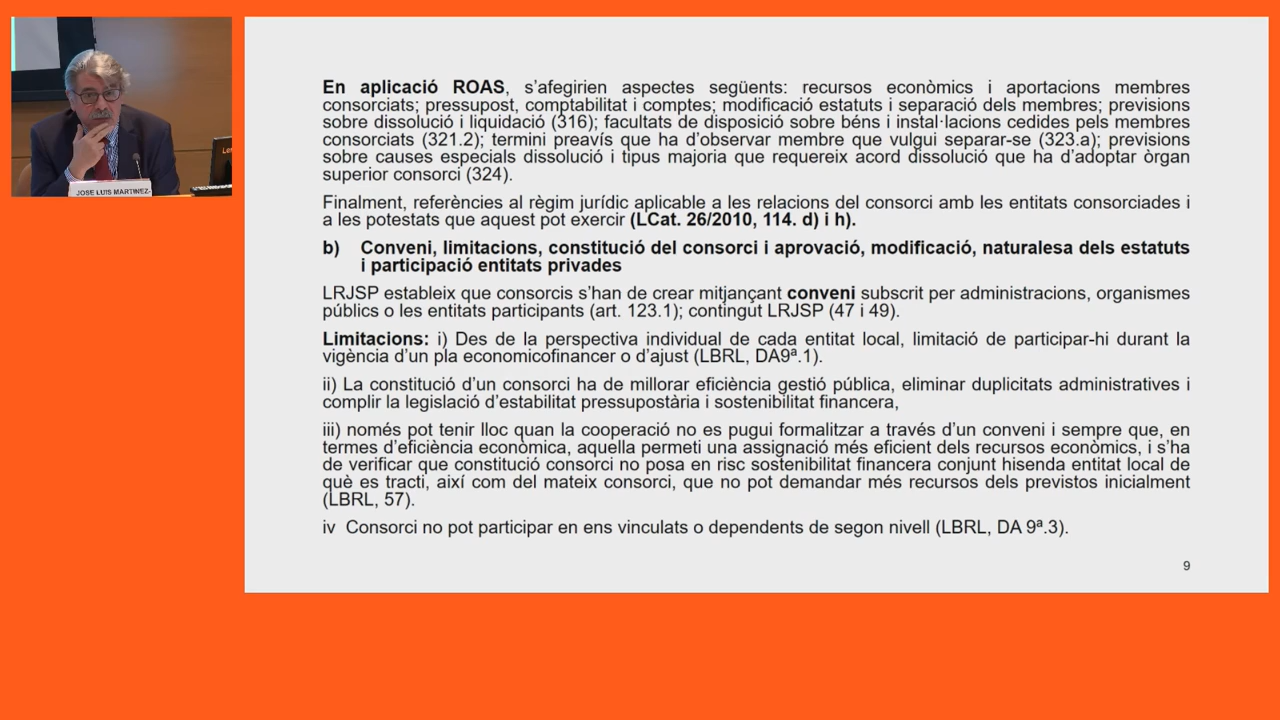 En aplicació ROAS, s’afegirien aspectes següents: recursos econòmics i aportacions membres
consorciats; pressupost, comptabilitat i comptes; modificació estatuts i separació dels membres; previsions
sobre dissolució i liquidació (316); facultats de disposició sobre béns i instal·lacions cedides pels membres
consorciats (321.2); termini preavís que ha d’observar membre que vulgui separar-se (323.a); previsions
sobre causes especials dissolució i tipus majoria que requereix acord dissolució que ha d’adoptar òrgan
superior consorci (324).
Finalment, referències al règim jurídic aplicable a les relacions del consorci amb les entitats consorciades i
a les potestats que aquest pot exercir (LCat. 26/2010, 114. d) i h).
b) Conveni, limitacions, constitució del consorci i aprovació, modificació, naturalesa dels estatuts
i participació entitats privades
LRJSP estableix que consorcis s’han de crear mitjançant conveni subscrit per administracions, organismes
públics o les entitats participants (art. 123.1); contingut LRJSP (47 i 49).
Limitacions: i) Des de la perspectiva individual de cada entitat local, limitació de participar-hi durant la
vigència d’un pla economicofinancer o d’ajust (LBRL, DA9ª.1).
ii) La constitució d’un consorci ha de millorar eficiència gestió pública, eliminar duplicitats administratives i
complir la legislació d’estabilitat pressupostària i sostenibilitat financera,
iii) només pot tenir lloc quan la cooperació no es pugui formalitzar a través d’un conveni i sempre que, en
termes d’eficiència econòmica, aquella permeti una assignació més eficient dels recursos econòmics, i s’ha
de verificar que constitució consorci no posa en risc sostenibilitat financera conjunt hisenda entitat local de
què es tracti, així com del mateix consorci, que no pot demandar més recursos dels previstos inicialment
(LBRL, 57).
iv Consorci no pot participar en ens vinculats o dependents de segon nivell (LBRL, DA 9ª.3).
9
JOSE LUIS MARTINEZ-